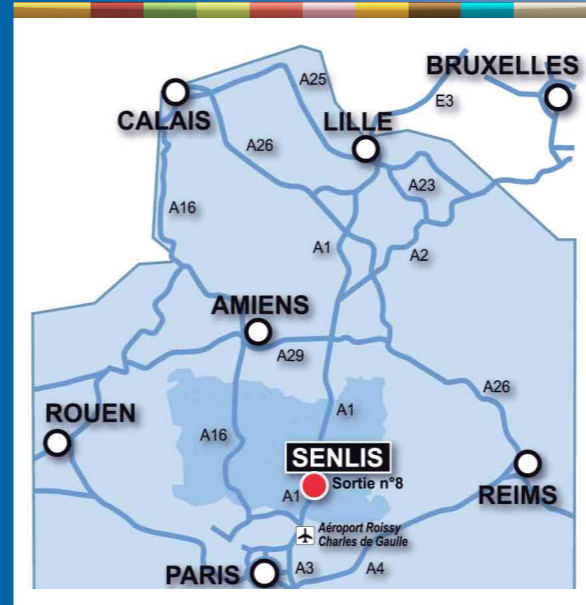 BRUXELLES
A25
E3
CALAIS
LILLE
A26
A23
A16
A1
A2
AMIENS
A29
A26
A1
ROUEN
A16
SENLIS
Sortie n°8
A1
REIMS
Aéroport Roissy
Charles de Gaulle
PARIS
A3
A4